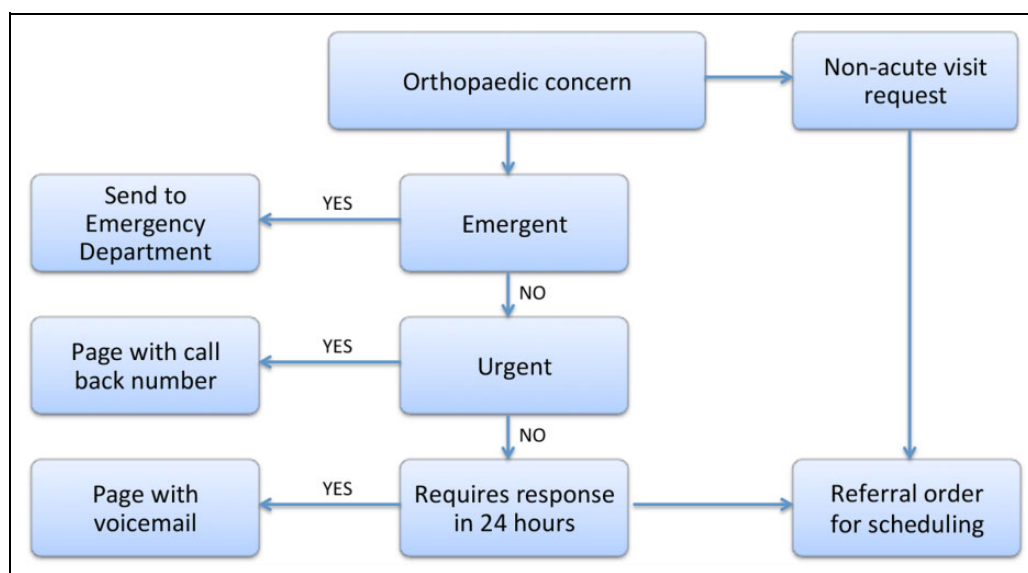 Orthopaedic concern
Non-acute visit
request
Send to
Emergency
Department
YES
Emergent
NO
Page with call
back number
YES
Urgent
NO
Page with
voicemail
YES
Requires response
in 24 hours
Referral order
for scheduling